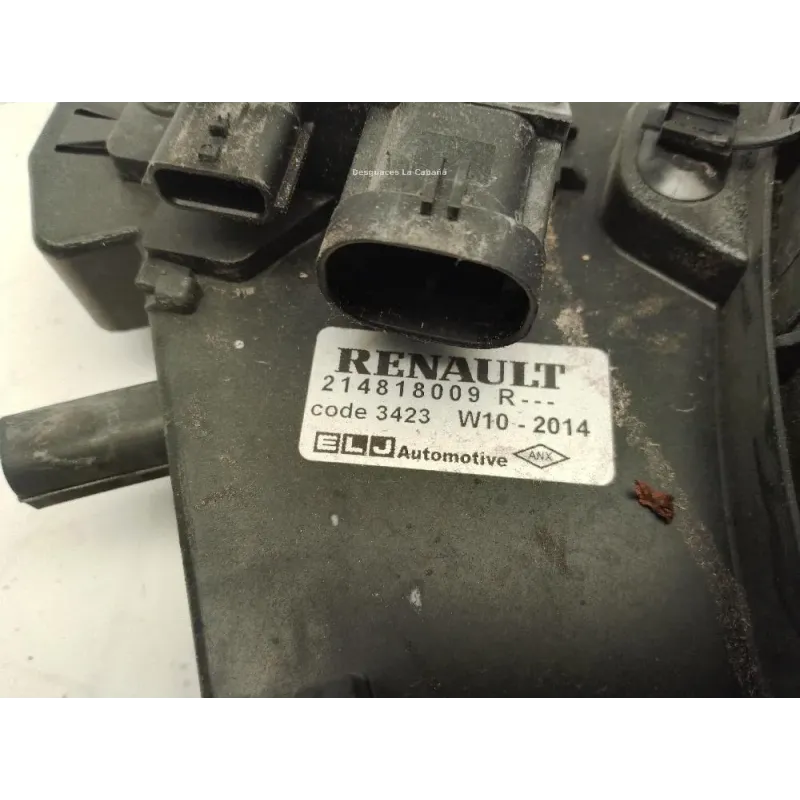 Desguaces La Cabaña
RENAULT
214818009 R---
code 3423 W10 - 2014
ELJ Automotive ANX